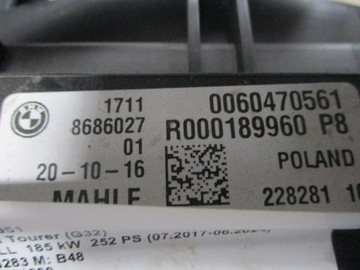 1711 0060470561
8686027 R000189960 P8
01
20-10-16 POLAND
MAHLE 228281
Tourer (G32)
185 kW 252 PS (07.2017-06.2024)
M: B48